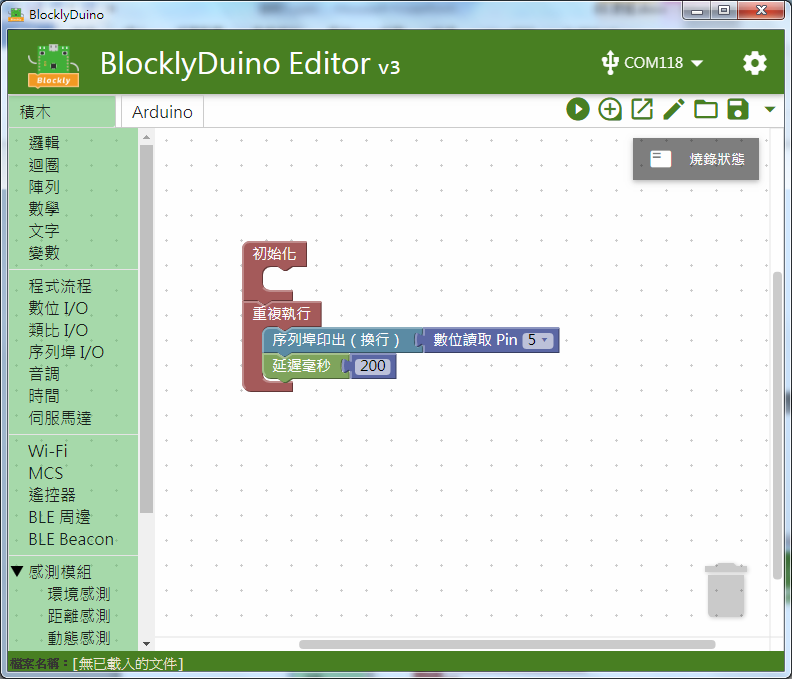 BlocklyDuino
Blockly
BlocklyDuino Editor v3
COM118
積木
Arduino
邏輯
迴圈
陣列
數學
文字
變數
程式流程
數位 I/O
類比 I/O
序列埠 I/O
音調
時間
伺服馬達
Wi-Fi
MCS
遙控器
BLE 周邊
BLE Beacon
感測模組
環境感測
距離感測
動態感測
燒錄狀態
初始化
重複執行
序列埠印出（換行） 數位讀取 Pin 5
延遲毫秒 200
檔案名稱：[無已載入的文件]